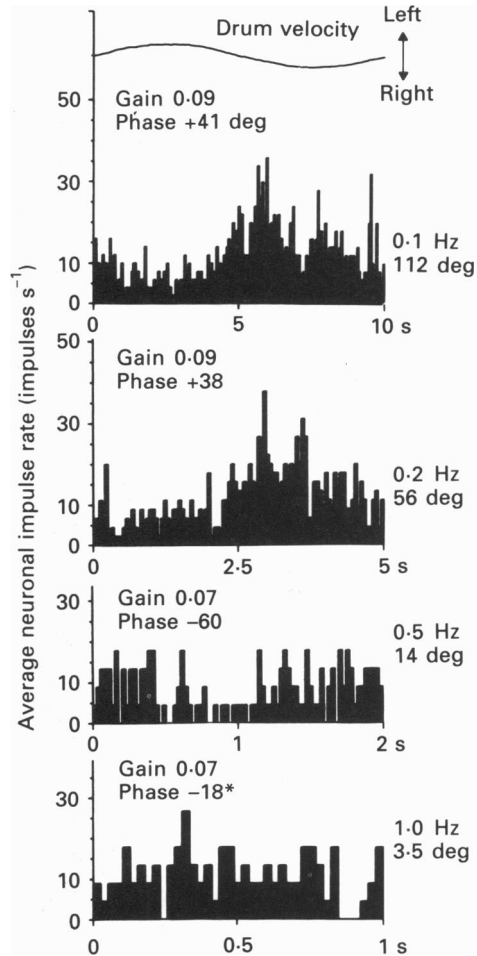 Left
Drum velocity
Right
50
Gain 0·09
Phase +41 deg
30
0·1 Hz
10
112 deg
0
0
5
10 s
50
Gain 0·09
Phase +38
30
0·2 Hz
10
56 deg
0
0
2·5
5 s
Gain 0·07
30
Phase −60
0·5 Hz
14 deg
10
0
0
1
2 s
Gain 0·07
Phase −18*
30
1·0 Hz
3·5 deg
10
0
0
0·5
1 s
Average neuronal impulse rate (impulses s⁻¹)